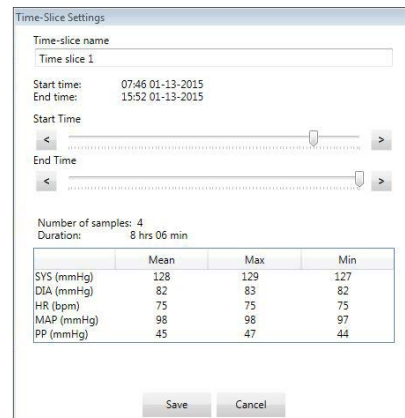 Time-Slice Settings
Time-slice name
Time slice 1
Start time: 07:46 01-13-2015
End time: 15:52 01-13-2015
Start Time
< >
End Time
< >
Number of samples: 4
Duration: 8 hrs 06 min
Mean Max Min
SYS (mmHg) 128 129 127
DIA (mmHg) 82 83 82
HR (bpm) 75 75 75
MAP (mmHg) 98 98 97
PP (mmHg) 45 47 44
Save Cancel